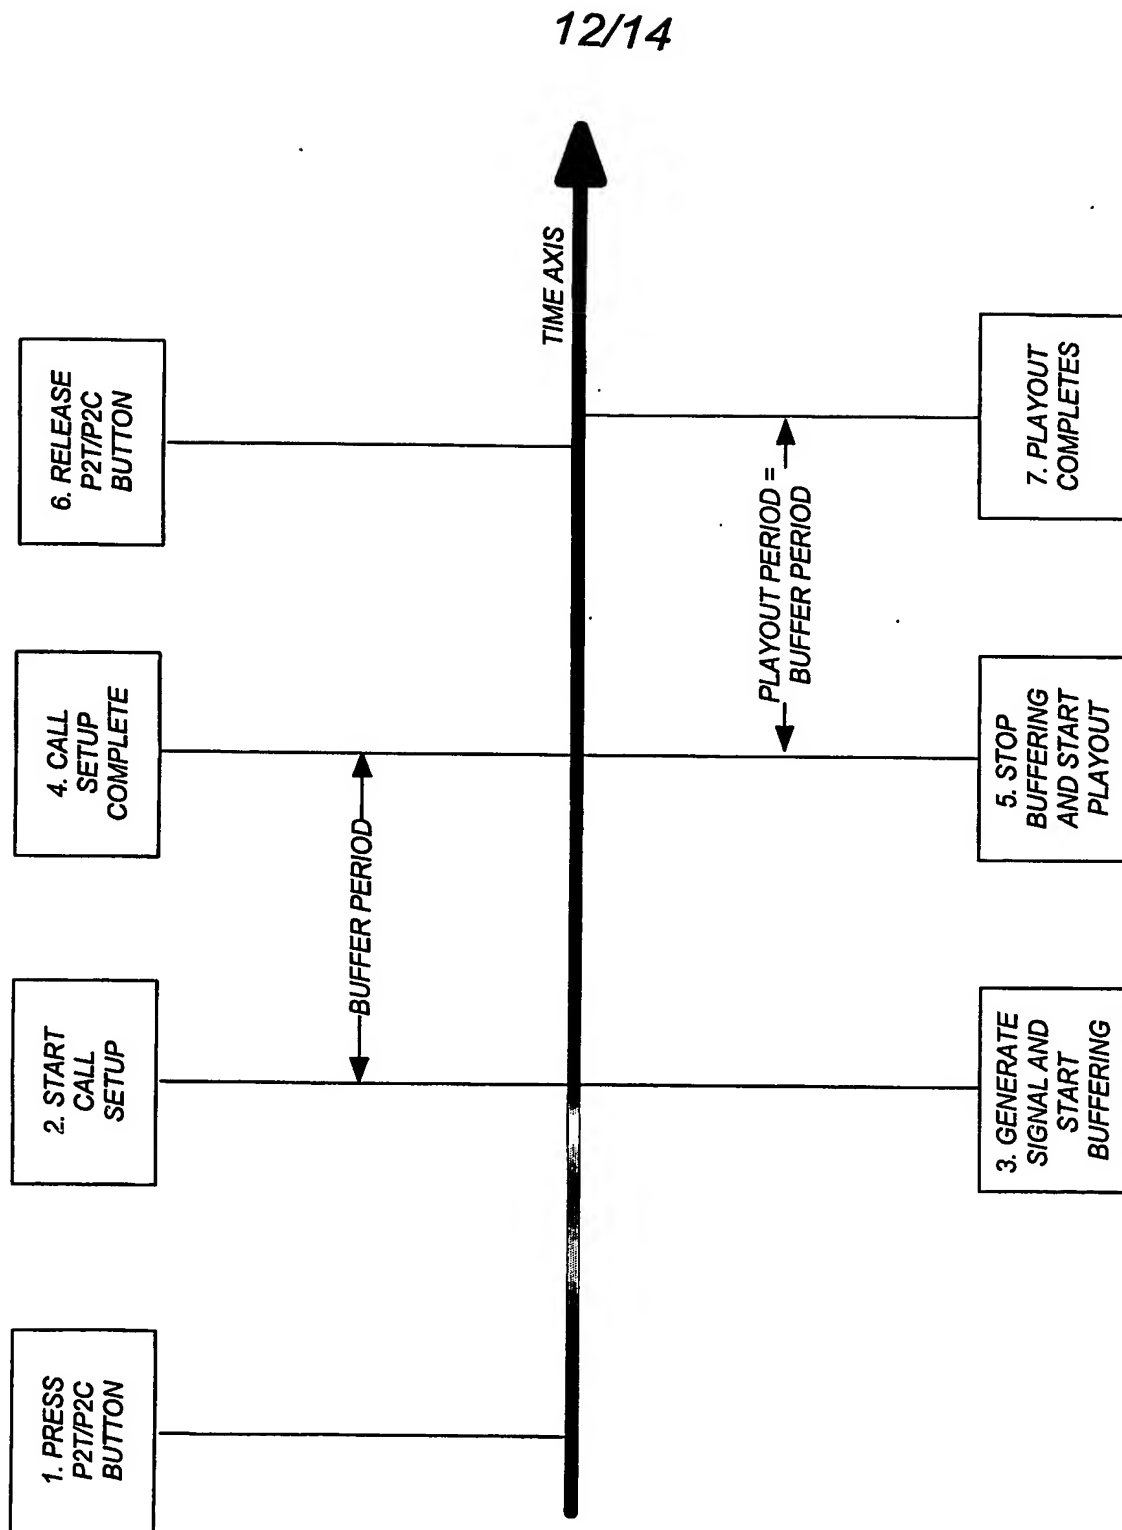 12/14
1. PRESS
P2T/P2C
BUTTON
2. START
CALL
SETUP
4. CALL
SETUP
COMPLETE
6. RELEASE
P2T/P2C
BUTTON
BUFFER PERIOD
TIME AXIS
PLAYOUT PERIOD =
BUFFER PERIOD
3. GENERATE
SIGNAL AND
START
BUFFERING
5. STOP
BUFFERING
AND START
PLAYOUT
7. PLAYOUT
COMPLETES